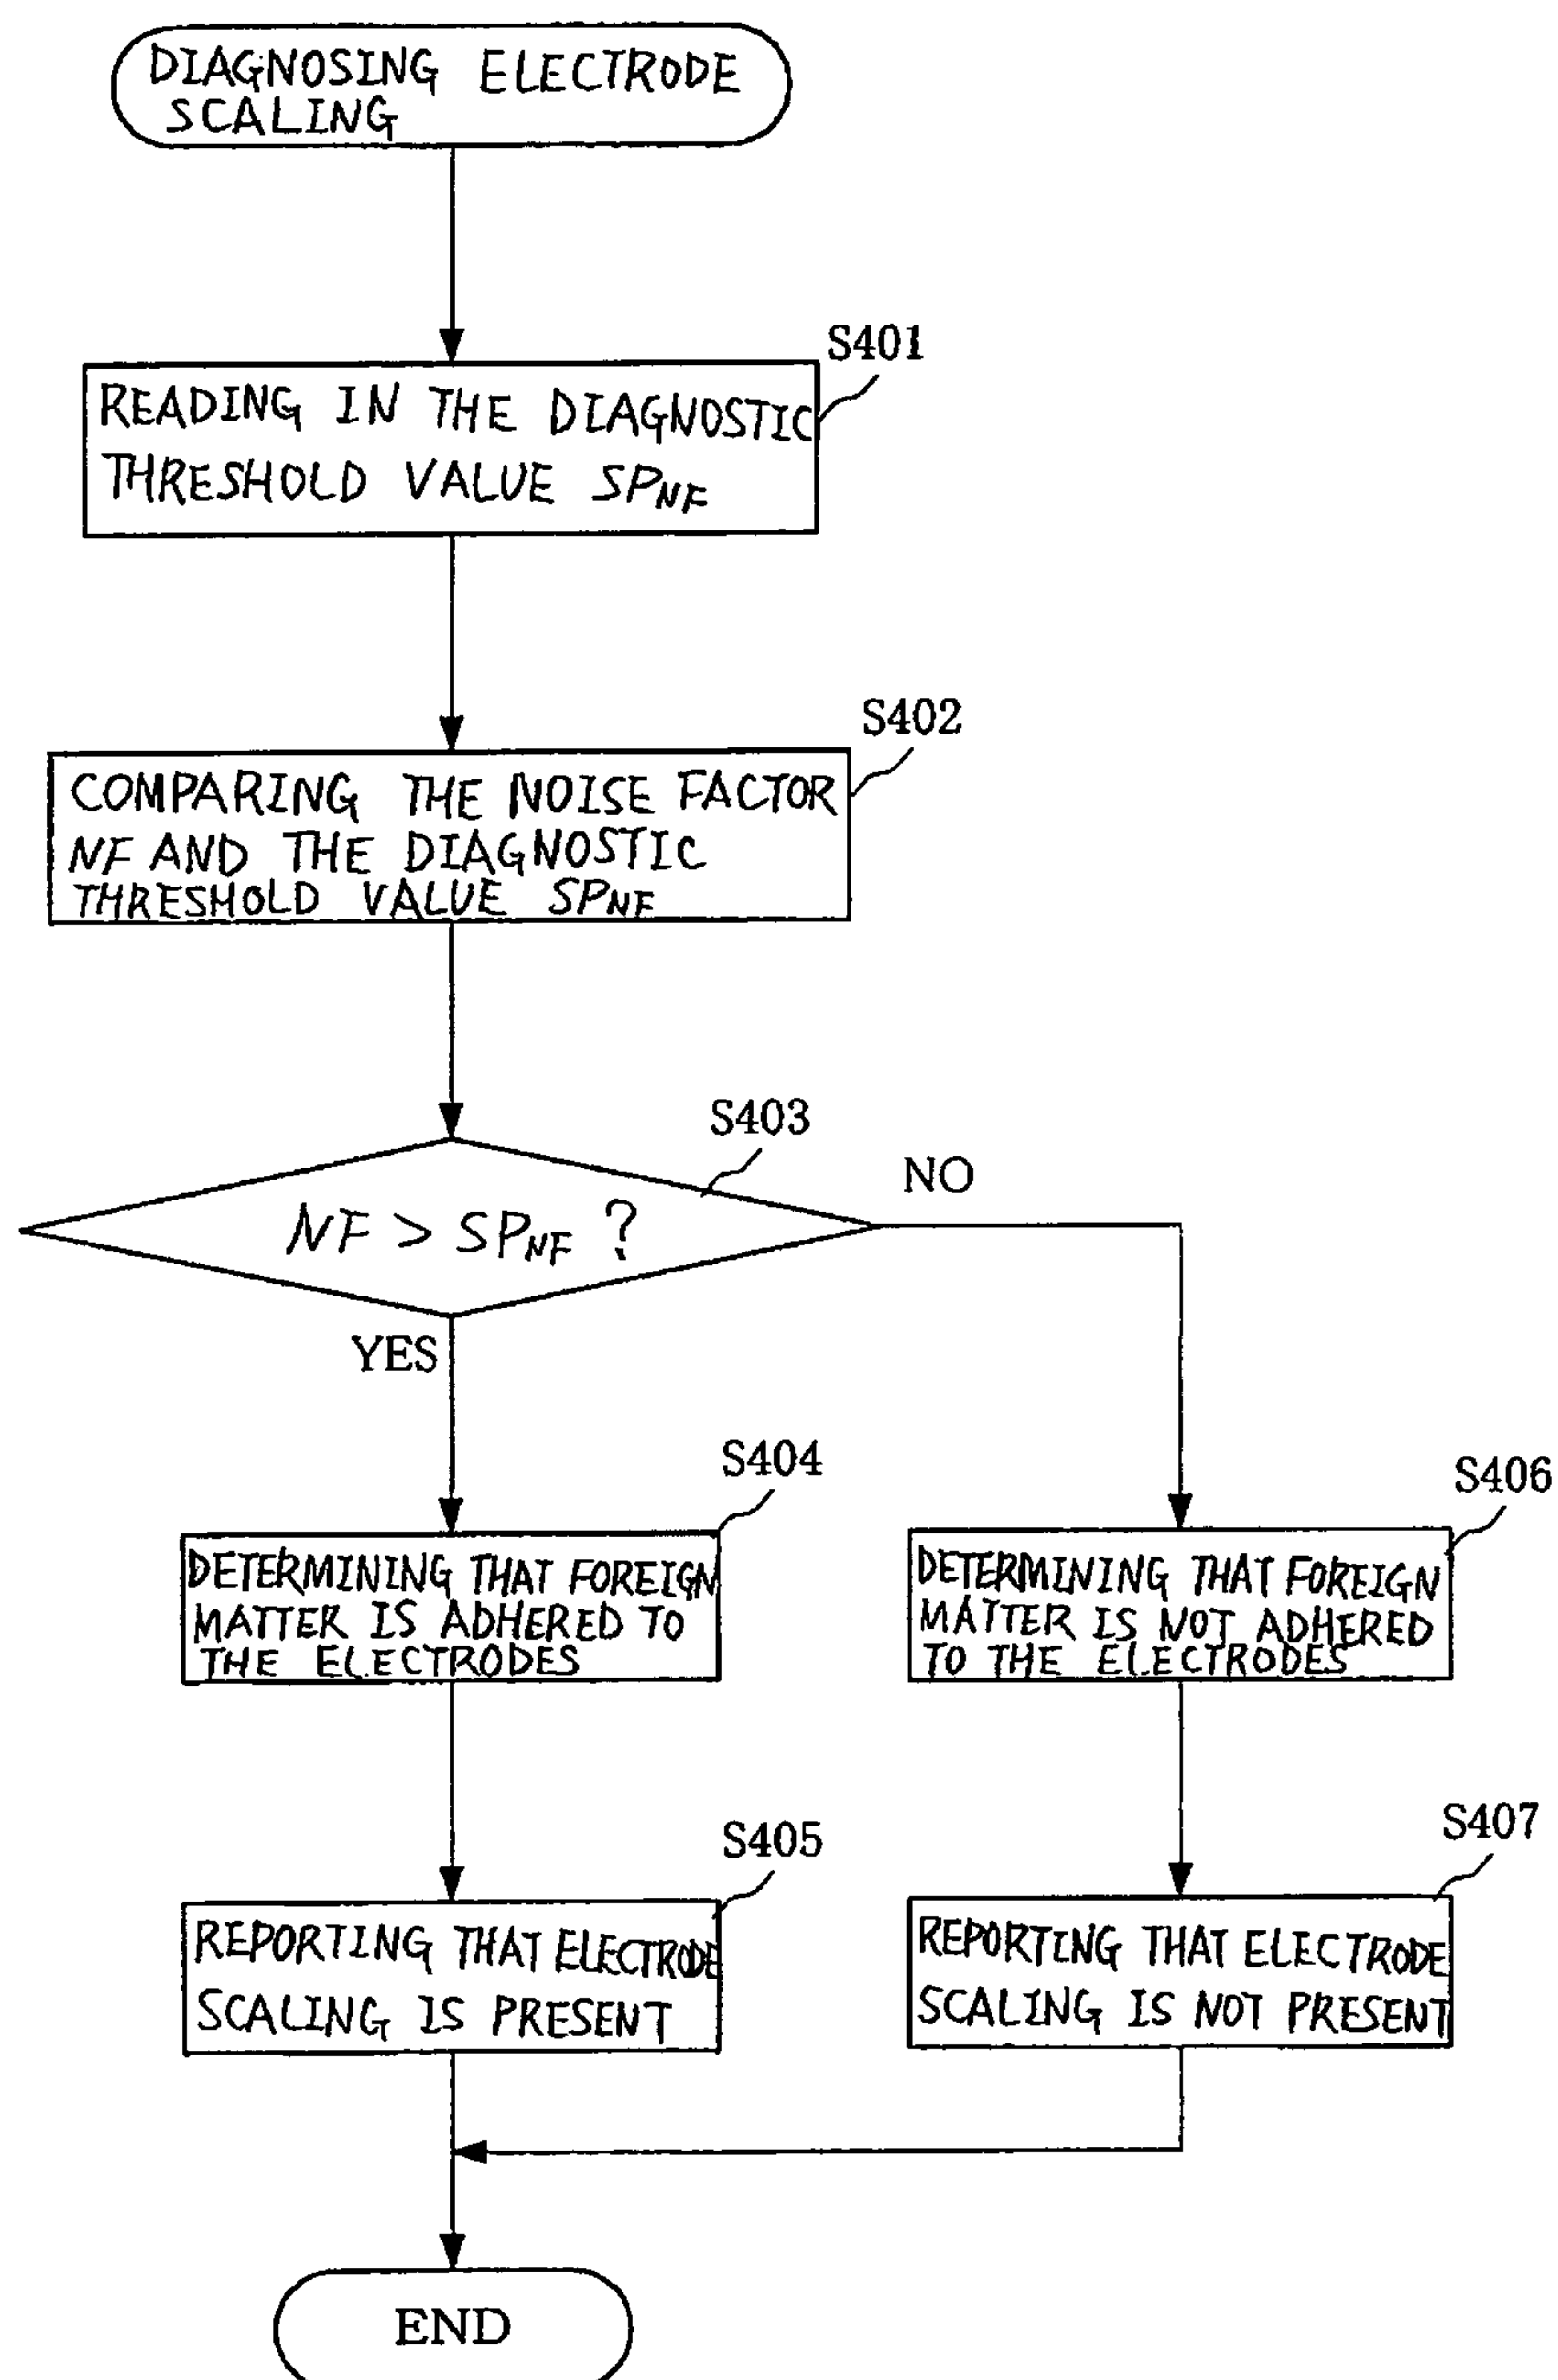 DIAGNOSING ELECTRODE
SCALING
S401
READING IN THE DIAGNOSTIC
THRESHOLD VALUE SPNF
S402
COMPARING THE NOISE FACTOR
NF AND THE DIAGNOSTIC
THRESHOLD VALUE SPNF
S403
NF > SPNF ?
NO
YES
S404
DETERMINING THAT FOREIGN
MATTER IS ADHERED TO
THE ELECTRODES
S406
DETERMINING THAT FOREIGN
MATTER IS NOT ADHERED
TO THE ELECTRODES
S405
REPORTING THAT ELECTRODE
SCALING IS PRESENT
S407
REPORTING THAT ELECTRODE
SCALING IS NOT PRESENT
END